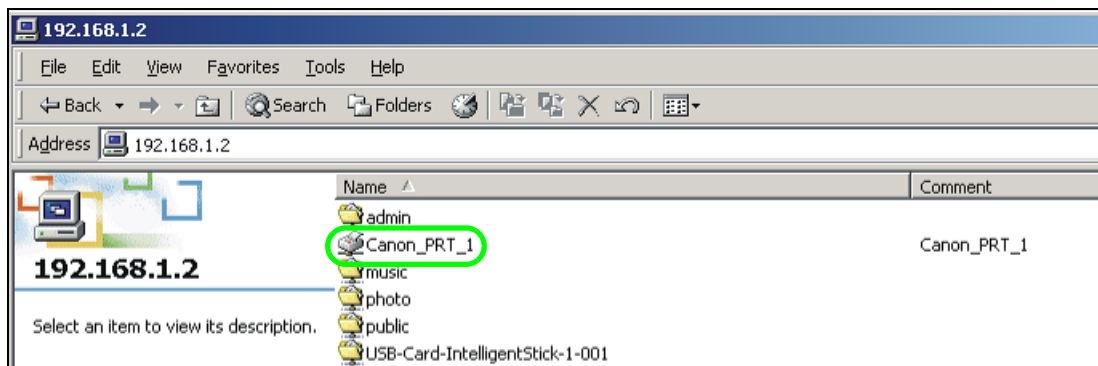 192.168.1.2
File Edit View Favorites Tools Help
Back Search Folders
Address 192.168.1.2
Name Comment
admin
Canon_PRT_1 Canon_PRT_1
192.168.1.2
music
photo
Select an item to view its description.
public
USB-Card-IntelligentStick-1-001